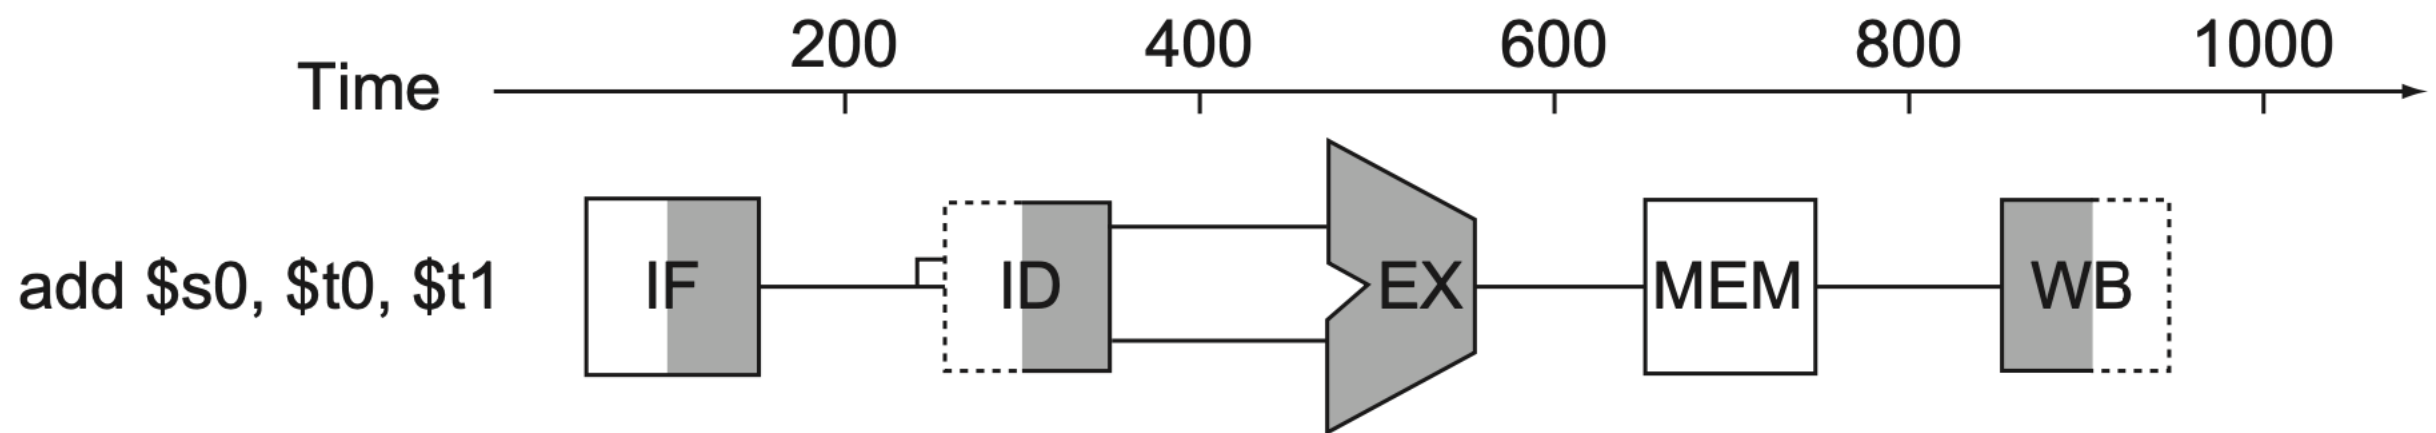 200 400 600 800 1000
Time
add $s0, $t0, $t1 IF ID EX MEM WB